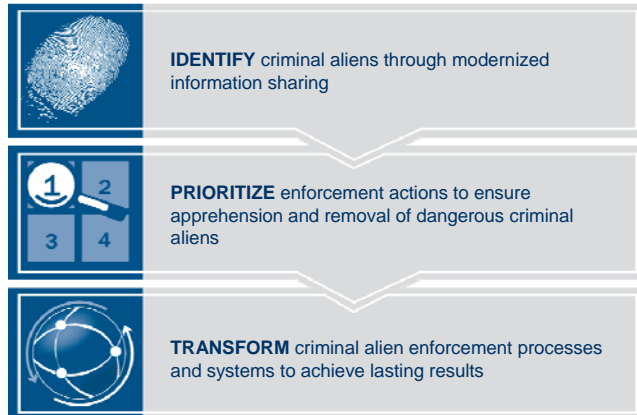 IDENTIFY criminal aliens through modernized
information sharing
1
2
3
4
PRIORITIZE enforcement actions to ensure
apprehension and removal of dangerous criminal
aliens
TRANSFORM criminal alien enforcement processes
and systems to achieve lasting results